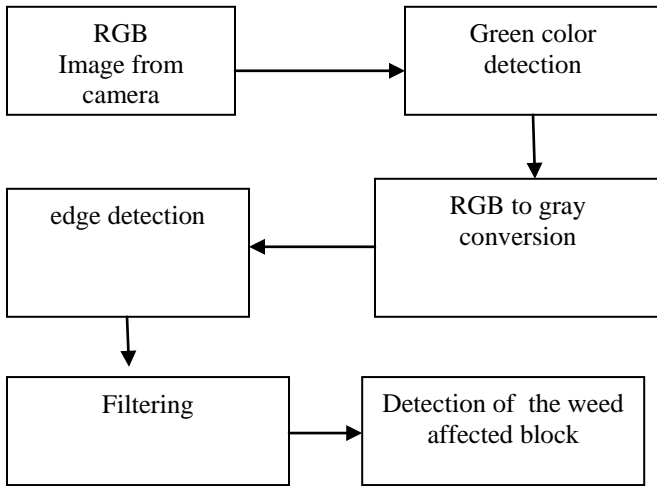 RGB
Image from
camera
Green color
detection
RGB to gray
conversion
edge detection
Filtering
Detection of the weed
affected block